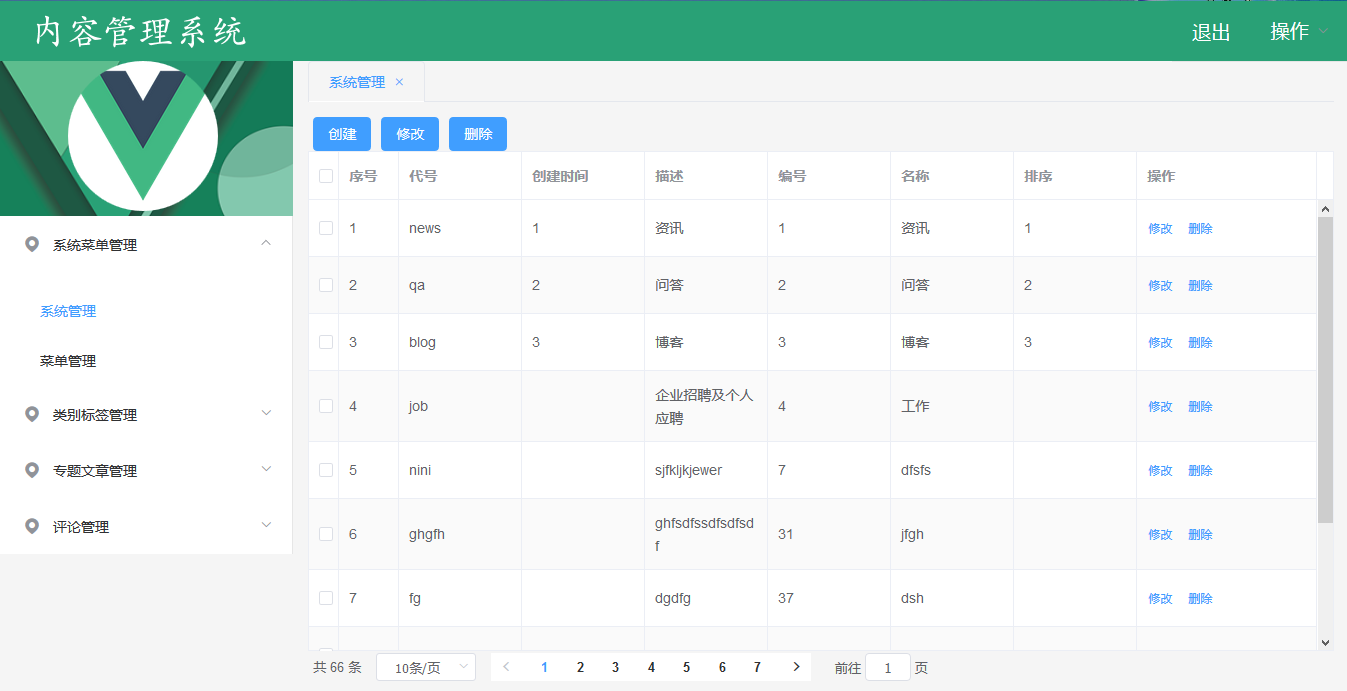 内容管理系统
退出 操作
系统管理 ×
创建 修改 删除
序号 代号 创建时间 描述 编号 名称 排序 操作
1 news 1 资讯 1 资讯 1 修改 删除
2 qa 2 问答 2 问答 2 修改 删除
3 blog 3 博客 3 博客 3 修改 删除
4 job 企业招聘及个人 4 工作 修改 删除
应聘
5 nini sjfkljkjewer 7 dfsfs 修改 删除
6 ghgfh ghfsdfssdfsdfsd 31 jfgh 修改 删除
f
7 fg dgdfg 37 dsh 修改 删除
系统菜单管理
系统管理
菜单管理
类别标签管理
专题文章管理
评论管理
共 66 条 10条/页 1 2 3 4 5 6 7 前往 1 页